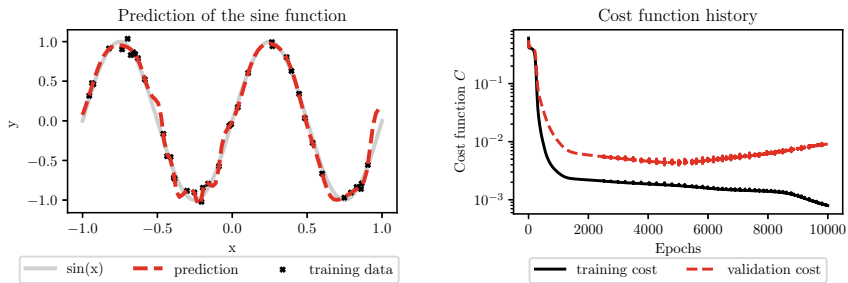 Prediction of the sine function
1.0
0.5
0.0
−0.5
−1.0
y
−1.0 −0.5 0.0 0.5 1.0
x
sin(x) prediction training data
Cost function history
10⁻¹
10⁻²
10⁻³
Cost function C
0 2000 4000 6000 8000 10000
Epochs
training cost validation cost